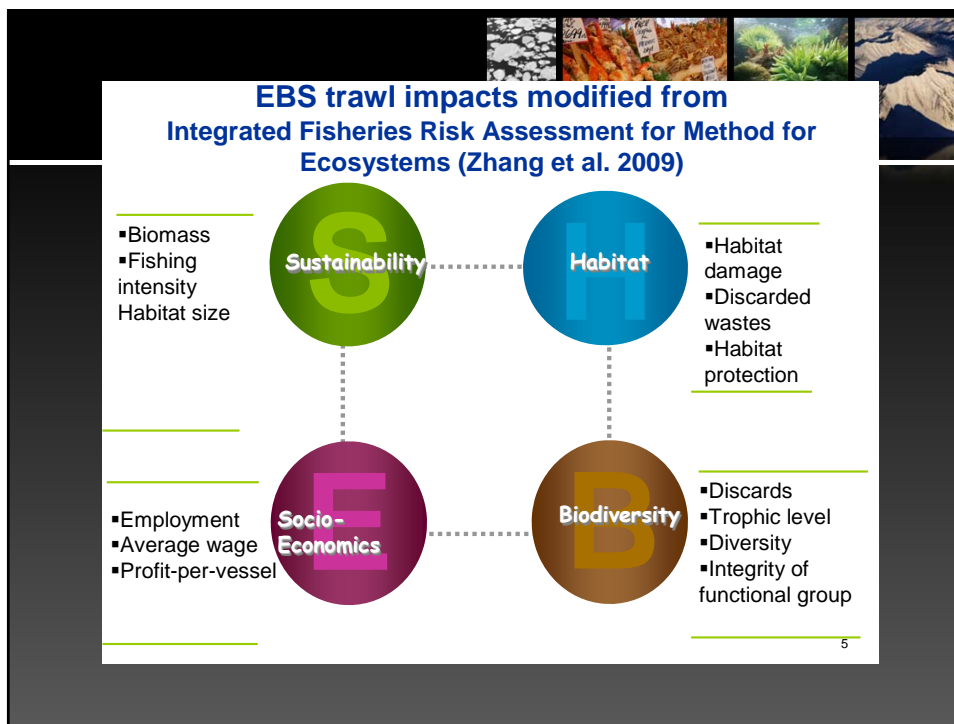 EBS trawl impacts modified from
Integrated Fisheries Risk Assessment for Method for
Ecosystems (Zhang et al. 2009)
▪Biomass
▪Fishing
intensity
Habitat size
S
Sustainability
H
Habitat
▪Habitat
damage
▪Discarded
wastes
▪Habitat
protection
▪Employment
▪Average wage
▪Profit-per-vessel
E
Socio-
Economics
B
Biodiversity
▪Discards
▪Trophic level
▪Diversity
▪Integrity of
functional group
5